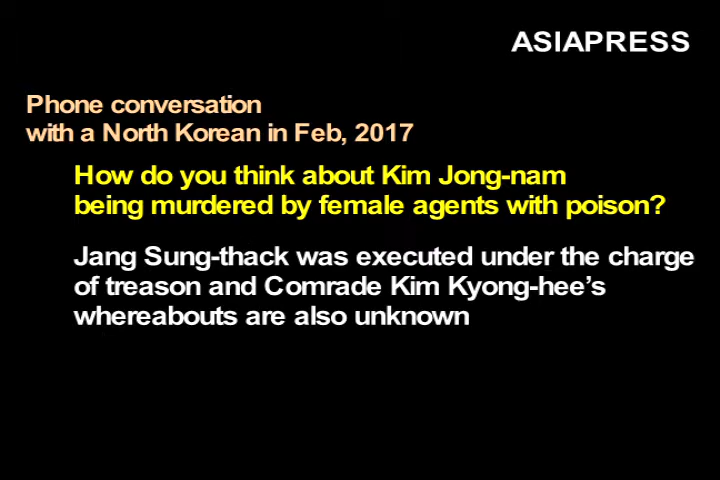 ASIAPRESS
Phone conversation
with a North Korean in Feb, 2017
How do you think about Kim Jong-nam
being murdered by female agents with poison?
Jang Sung-thack was executed under the charge
of treason and Comrade Kim Kyong-hee’s
whereabouts are also unknown